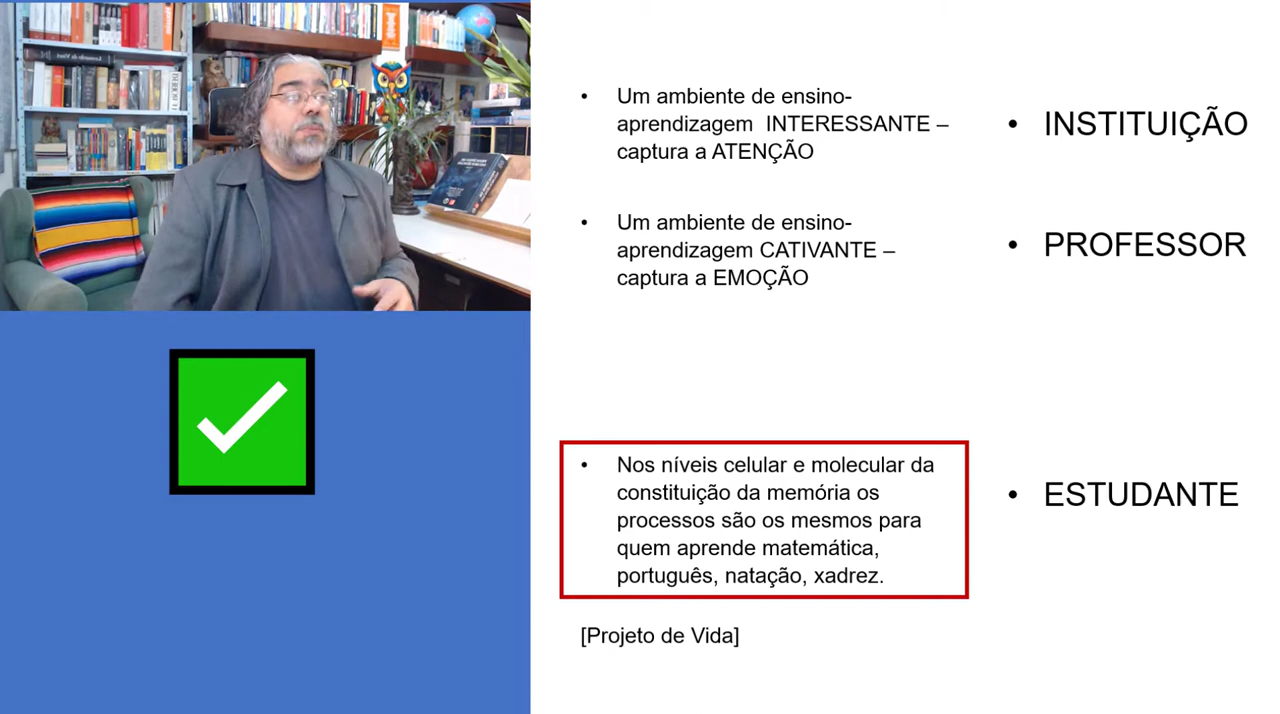 • Um ambiente de ensino-
aprendizagem  INTERESSANTE –
captura a ATENÇÃO
• INSTITUIÇÃO
• Um ambiente de ensino-
aprendizagem CATIVANTE –
captura a EMOÇÃO
• PROFESSOR
• Nos níveis celular e molecular da
constituição da memória os
processos são os mesmos para
quem aprende matemática,
português, natação, xadrez.
• ESTUDANTE
[Projeto de Vida]